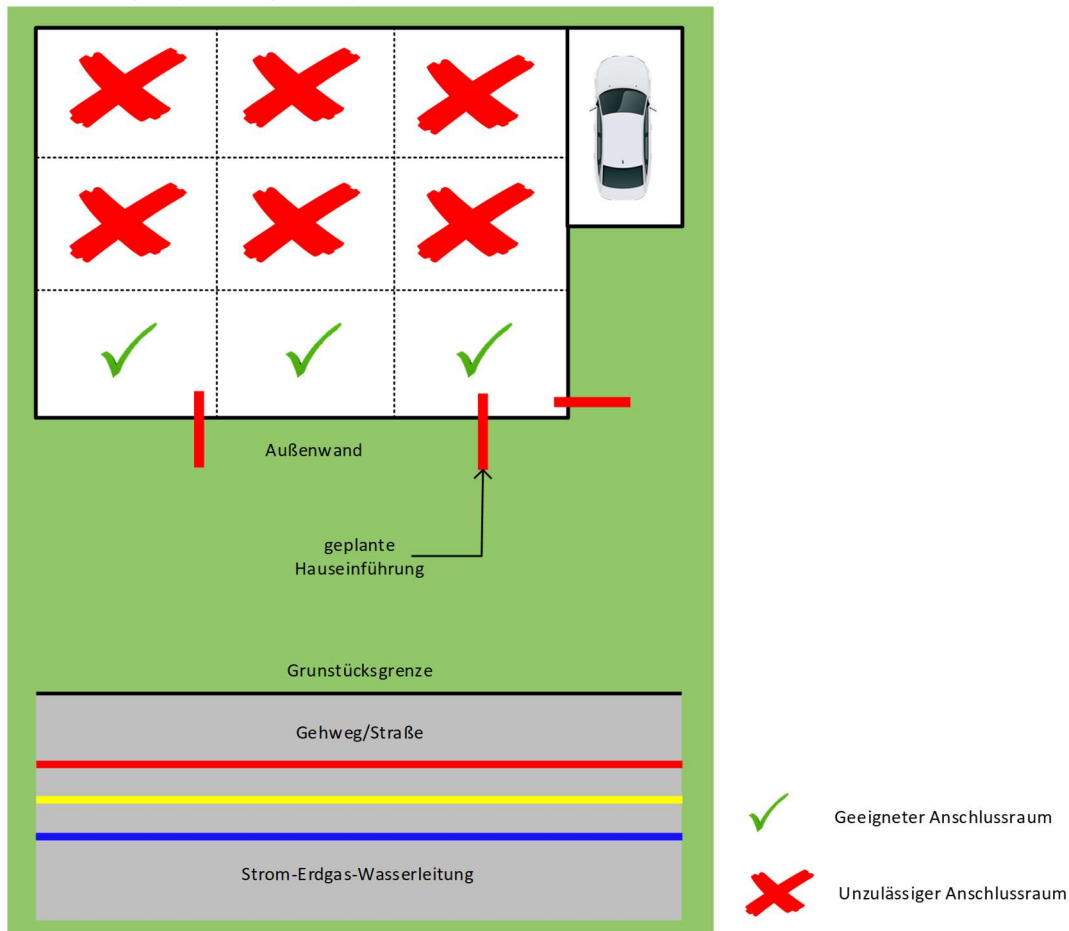 Außenwand
geplante
Hauseinführung
Grunstücksgrenze
Gehweg/Straße
Strom-Erdgas-Wasserleitung
Geeigneter Anschlussraum
Unzulässiger Anschlussraum